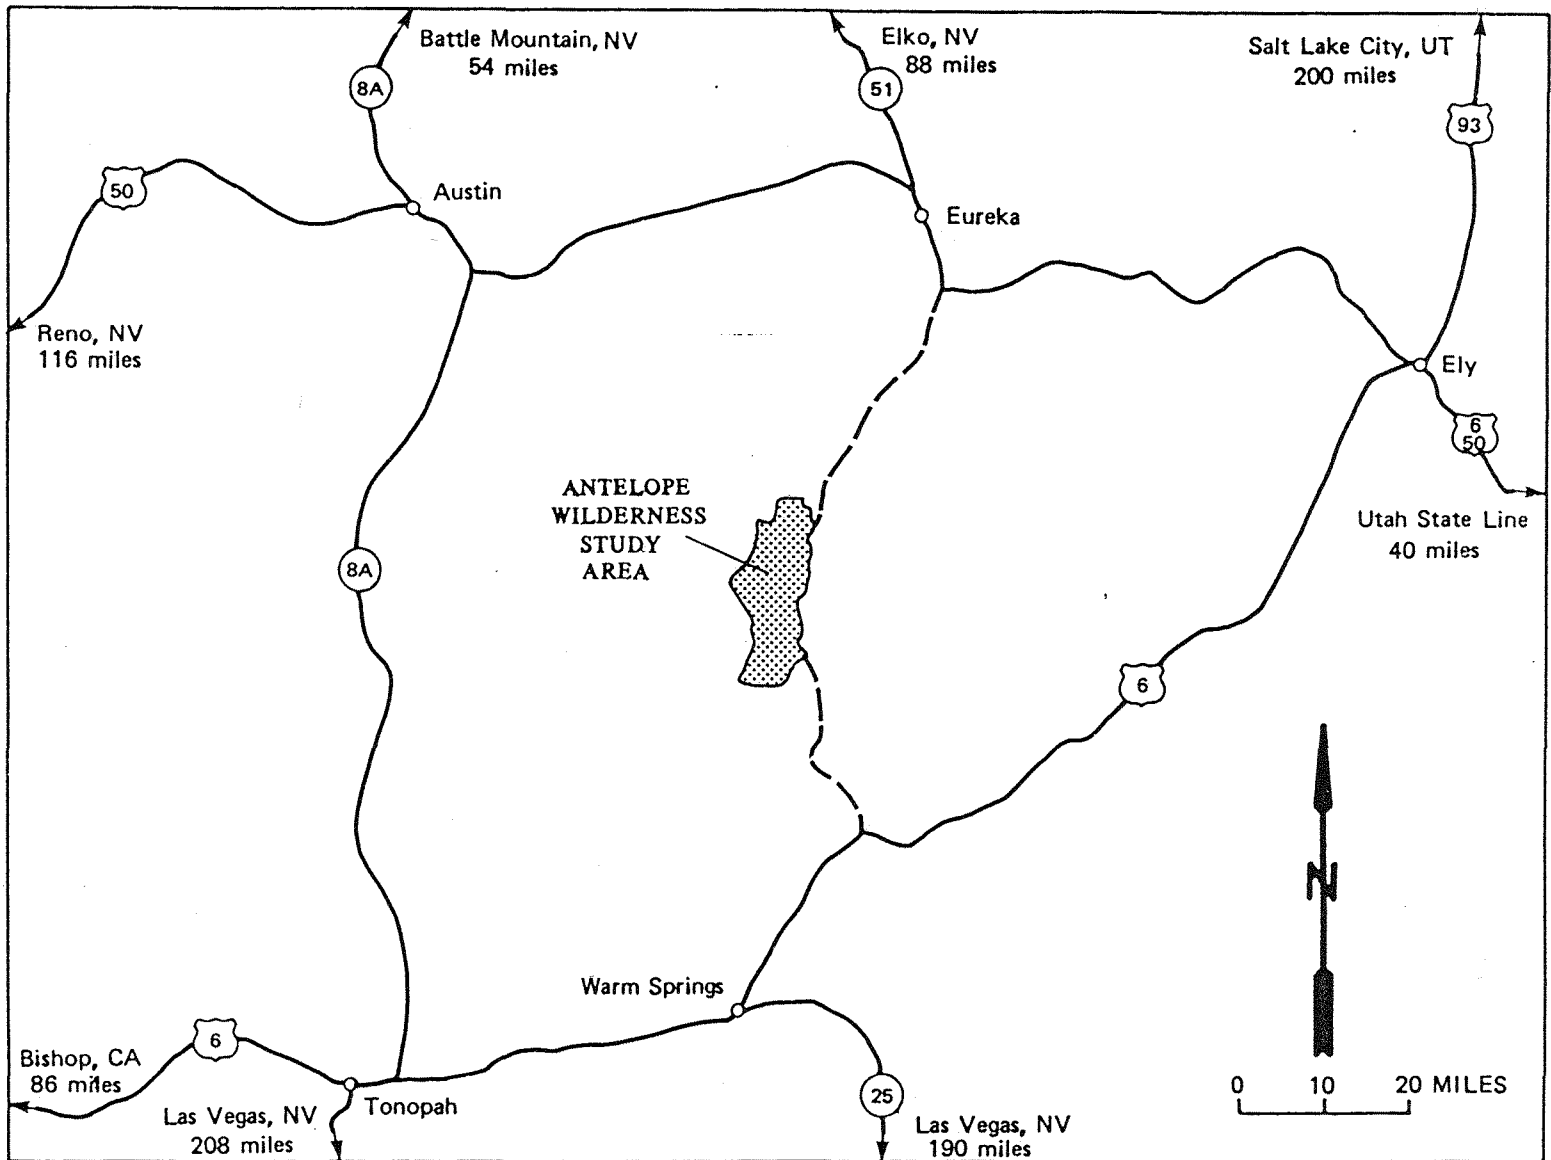 Battle Mountain, NV
54 miles
Elko, NV
88 miles
Salt Lake City, UT
200 miles
8A
51
93
50
Austin
Eureka
Reno, NV
116 miles
Ely
6
50
ANTELOPE
WILDERNESS
STUDY
AREA
Utah State Line
40 miles
8A
6
N
Warm Springs
6
Bishop, CA
86 miles
Tonopah
Las Vegas, NV
208 miles
25
Las Vegas, NV
190 miles
0 10 20 MILES